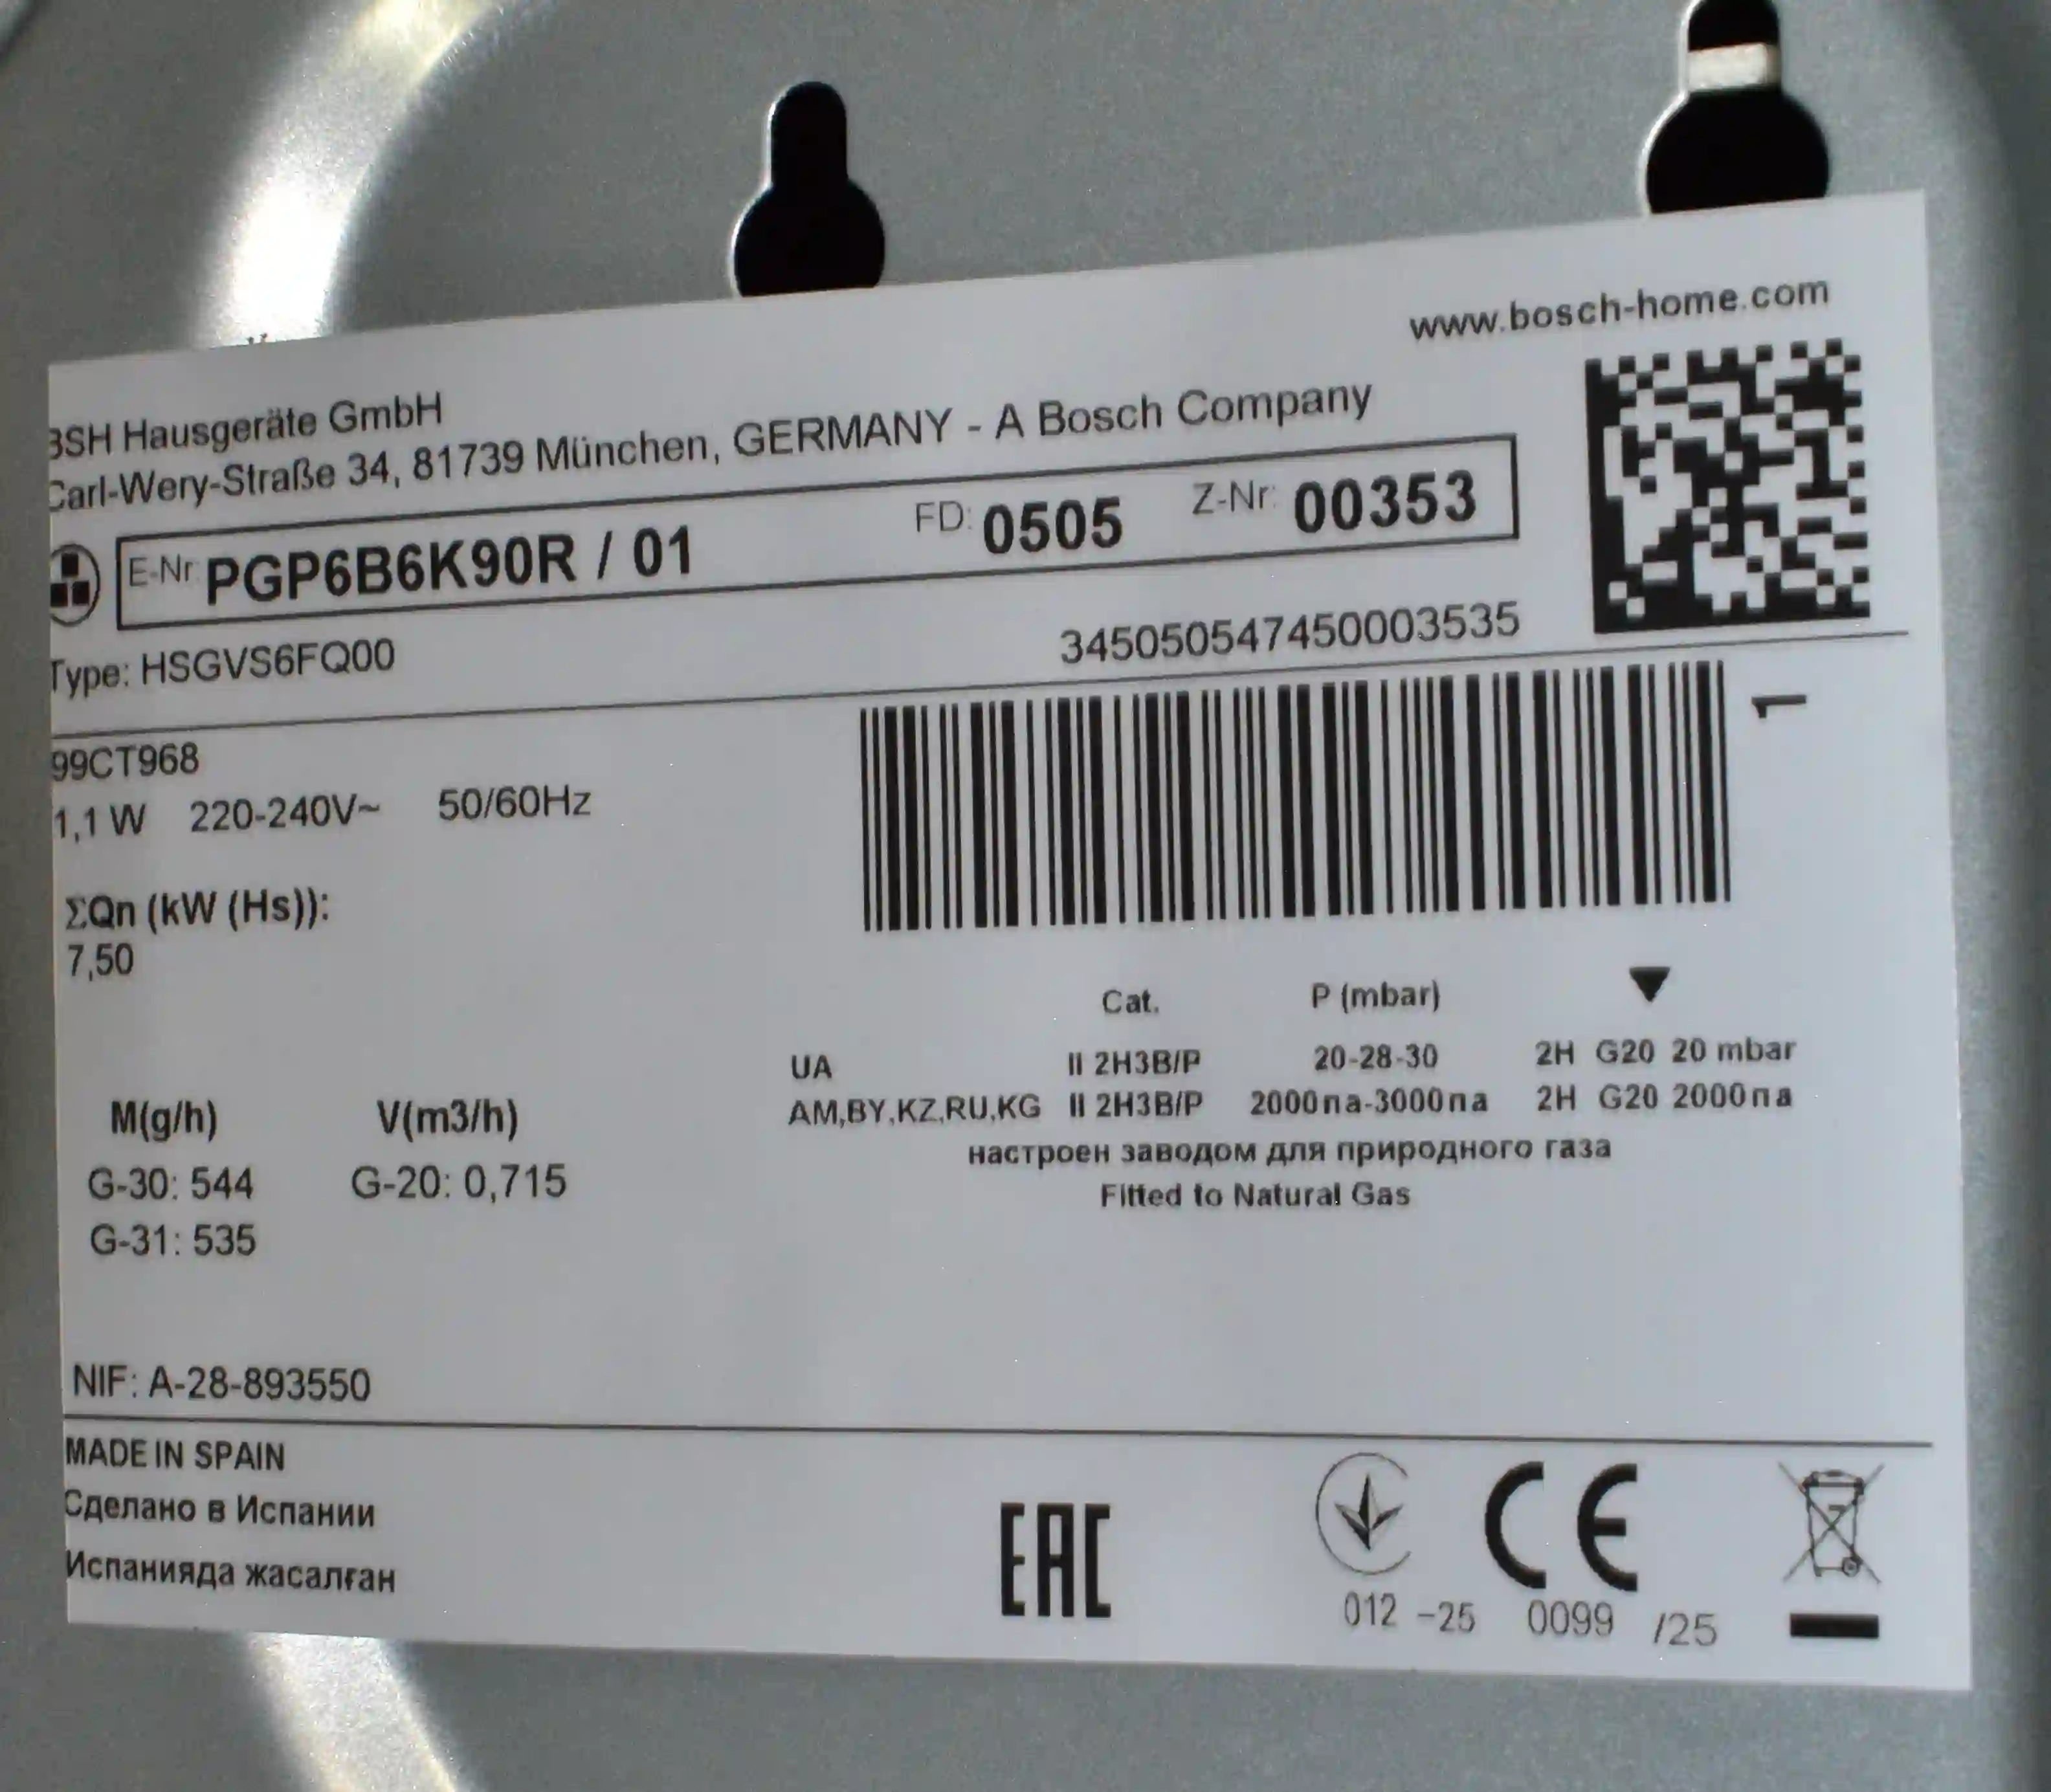 www.bosch-home.com
BSH Hausgeräte GmbH
Carl-Wery-Straße 34, 81739 München, GERMANY - A Bosch Company
E-Nr PGP6B6K90R / 01 FD: 0505 Z-Nr: 00353
Type: HSGVS6FQ00 345050547450003535
99CT968
1
1,1 W 220-240V~ 50/60Hz
ΣQn (kW (Hs)):
7,50
Cat. P (mbar)
UA II 2H3B/P 20-28-30 2H G20 20 mbar
AM,BY,KZ,RU,KG II 2H3B/P 2000па-3000па 2H G20 2000па
настроен заводом для природного газа
Fitted to Natural Gas
M(g/h) V(m3/h)
G-30: 544 G-20: 0,715
G-31: 535
NIF: A-28-893550
MADE IN SPAIN
Сделано в Испании
Испанияда жасалған
EAC
CE
012 -25 0099 /25